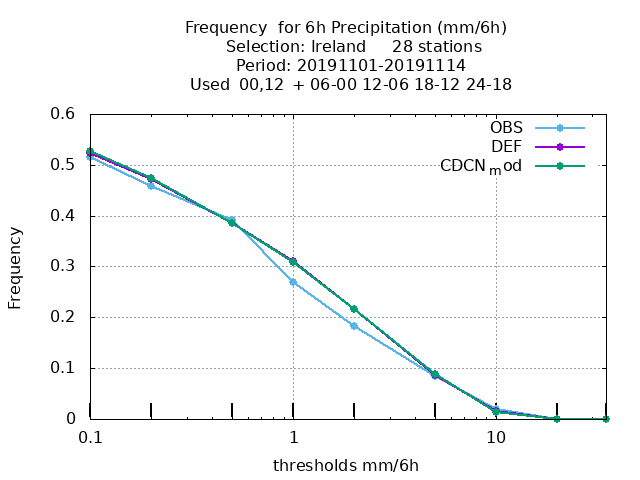 Frequency  for 6h Precipitation (mm/6h)
Selection: Ireland     28 stations
Period: 20191101-20191114
Used  00,12  + 06-00 12-06 18-12 24-18
0.6
0.5
0.4
0.3
0.2
0.1
0
Frequency
OBS
DEF
CDCNmod
0.1
1
10
thresholds mm/6h